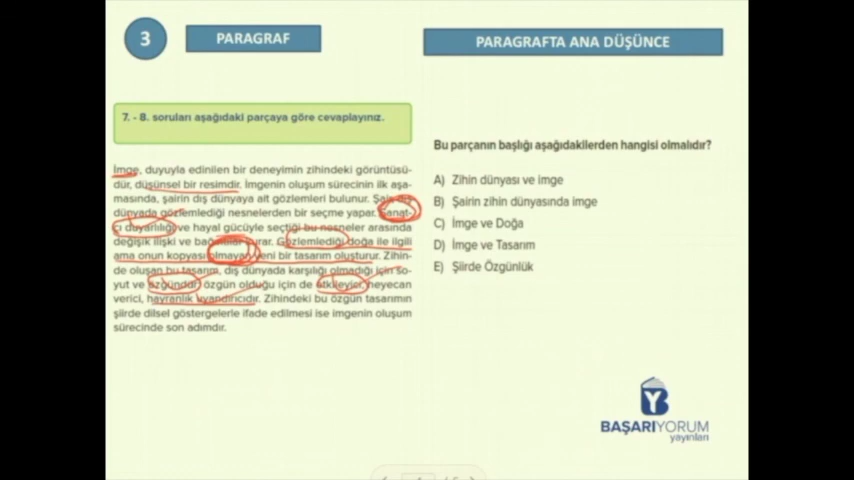 3
PARAGRAF
PARAGRAFTA ANA DÜŞÜNCE
7. - 8. soruları aşağıdaki parçaya göre cevaplayınız.
İmge, duyuyla edinilen bir deneyimin zihindeki görüntüsü-
dür, düşünsel bir resimdir. İmgenin oluşum sürecinin ilk aşa-
masında, şairin dış dünyaya ait gözlemleri bulunur. Şair, dış
dünyada gözlemlediği nesnelerden bir seçme yapar. Sanat-
çı duyarlılığı ve hayal gücüyle seçtiği bu nesneler arasında
değişik ilişki ve bağıntılar kurar. Gözlemlediği doğa ile ilgili
ama onun kopyası olmayan yeni bir tasarım oluşturur. Zihin-
de oluşan bu tasarım, dış dünyada karşılığı olmadığı için so-
yut ve özgündür; özgün olduğu için de etkileyici, heyecan
verici, hayranlık uyandırıcıdır. Zihindeki bu özgün tasarımın
şiirde dilsel göstergelerle ifade edilmesi ise imgenin oluşum
sürecinde son adımdır.
Bu parçanın başlığı aşağıdakilerden hangisi olmalıdır?
A) Zihin dünyası ve imge
B) Şairin zihin dünyasında imge
C) İmge ve Doğa
D) İmge ve Tasarım
E) Şiirde Özgünlük
BAŞARIYORUM
yayınları